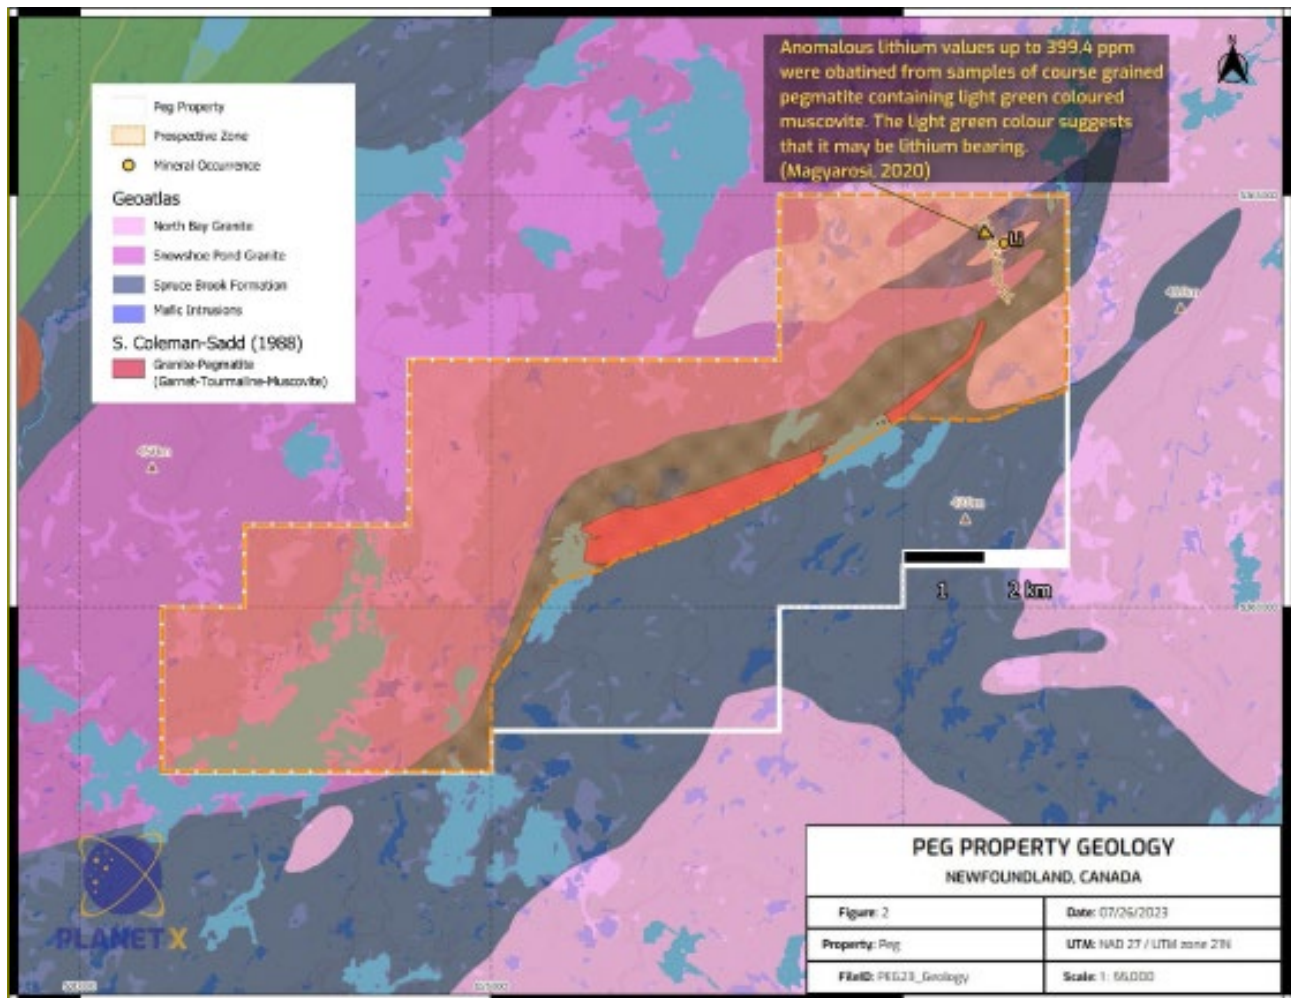 Anomalous lithium values up to 399.4 ppm
were obatined from samples of course grained
pegmatite containing light green coloured
muscovite. The light green colour suggests
that it may be lithium bearing.
(Magyarosi, 2020)
N
Peg Property
Prospective Zone
Mineral Occurrence
Geoatlas
North Bay Granite
Snowshoe Pond Granite
Spruce Brook Formation
Mafic Intrusions
S. Coleman-Sadd (1988)
Granite-Pegmatite
(Garnet-Tourmaline-Muscovite)
Li
1 2 km
PLANETX
PEG PROPERTY GEOLOGY
NEWFOUNDLAND, CANADA
Figure: 2
Date: 07/26/2023
Property: Peg
UTM: NAD 27 / UTM zone 21N
FileID: PEG23_Geology
Scale: 1: